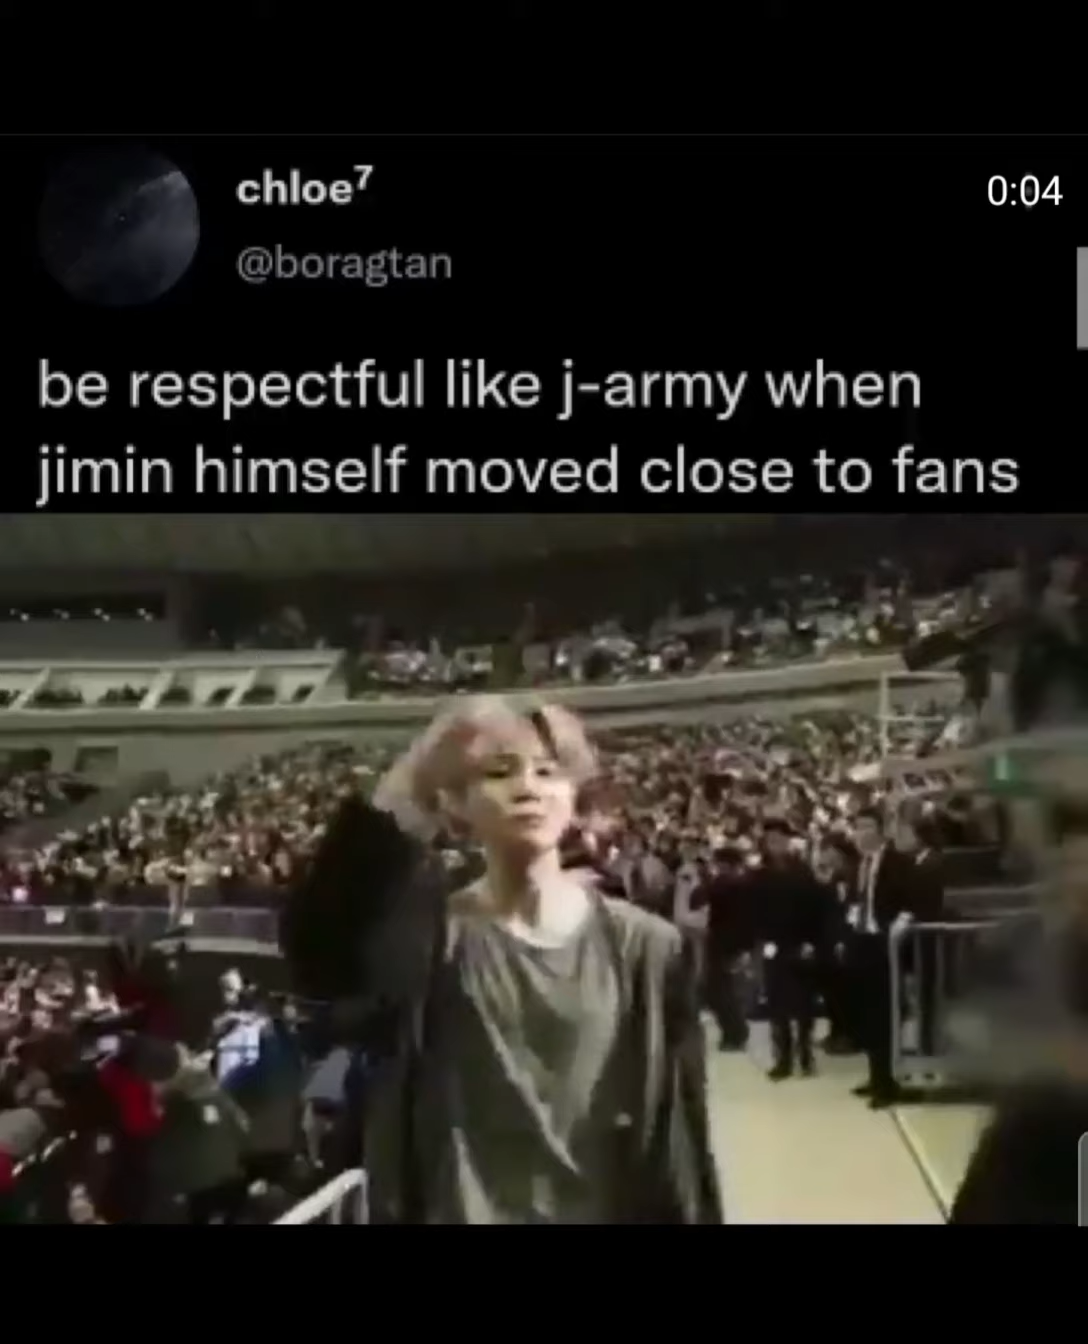 chloe⁷
0:04
@boragtan
be respectful like j-army when
jimin himself moved close to fans